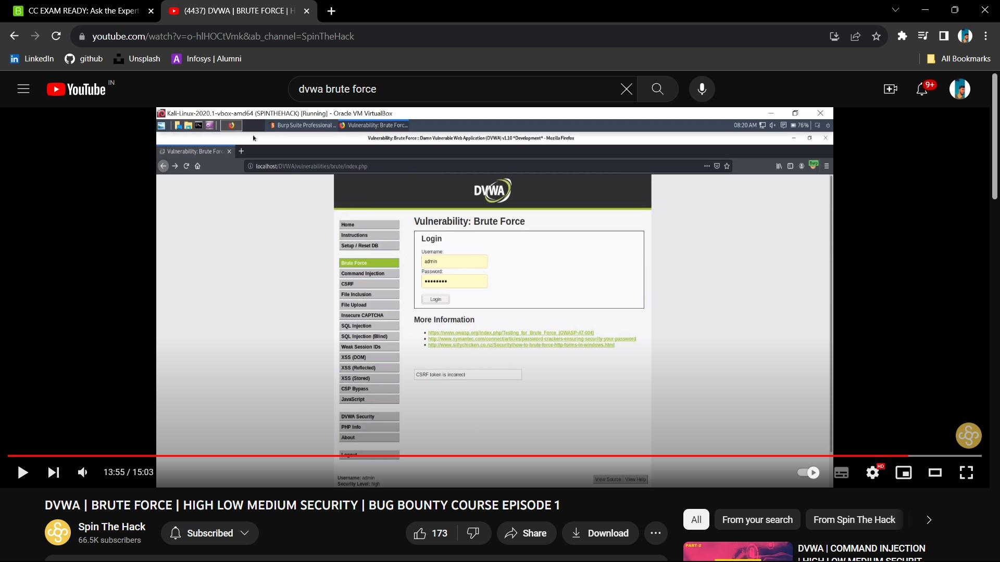 CC EXAM READY: Ask the Expert
(4437) DVWA | BRUTE FORCE | H
youtube.com/watch?v=o-hlHOCtVmk&ab_channel=SpinTheHack
LinkedIn
github
Unsplash
Infosys | Alumni
All Bookmarks
YouTube IN
dvwa brute force
9+
Kali-Linux-2020.1-vbox-amd64 (SPINTHEHACK) [Running] - Oracle VM VirtualBox
Burp Suite Professional ...
Vulnerability: Brute Forc...
08:20 AM
76%
Vulnerability: Brute Force :: Damn Vulnerable Web Application (DVWA) v1.10 *Development* - Mozilla Firefox
Vulnerability: Brute Forc
localhost/DVWA/vulnerabilities/brute/index.php
Burp
DVWA
Home
Instructions
Setup / Reset DB
Brute Force
Command Injection
CSRF
File Inclusion
File Upload
Insecure CAPTCHA
SQL Injection
SQL Injection (Blind)
Weak Session IDs
XSS (DOM)
XSS (Reflected)
XSS (Stored)
CSP Bypass
JavaScript
DVWA Security
PHP Info
About
Logout
Vulnerability: Brute Force
Login
Username:
admin
Password:
••••••••
Login
More Information
• https://www.owasp.org/index.php/Testing_for_Brute_Force_(OWASP-AT-004)
• http://www.symantec.com/connect/articles/password-crackers-ensuring-security-your-password
• http://www.sillychicken.co.nz/Security/how-to-brute-force-http-forms-in-windows.html
CSRF token is incorrect
Username: admin
Security Level: high
View Source
View Help
13:55 / 15:03
HD
DVWA | BRUTE FORCE | HIGH LOW MEDIUM SECURITY | BUG BOUNTY COURSE EPISODE 1
Spin The Hack
66.5K subscribers
Subscribed
173
Share
Download
All
From your search
From Spin The Hack
PART-2
DVWA | COMMAND INJECTION
| HIGH LOW MEDIUM SECURIT